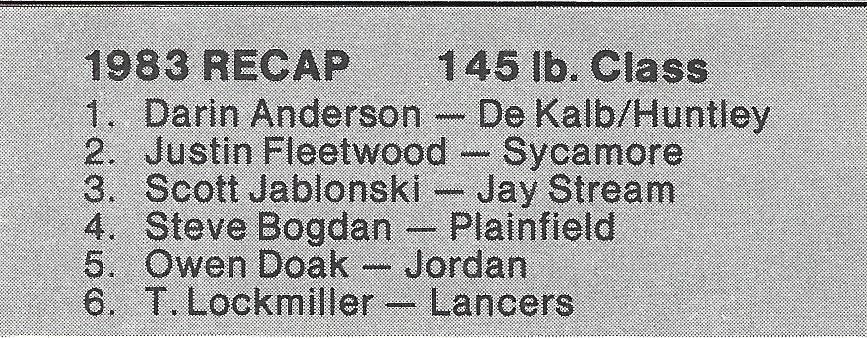 1983 RECAP 145 lb. Class
1. Darin Anderson — De Kalb/Huntley
2. Justin Fleetwood — Sycamore
3. Scott Jablonski — Jay Stream
4. Steve Bogdan — Plainfield
5. Owen Doak — Jordan
6. T. Lockmiller — Lancers